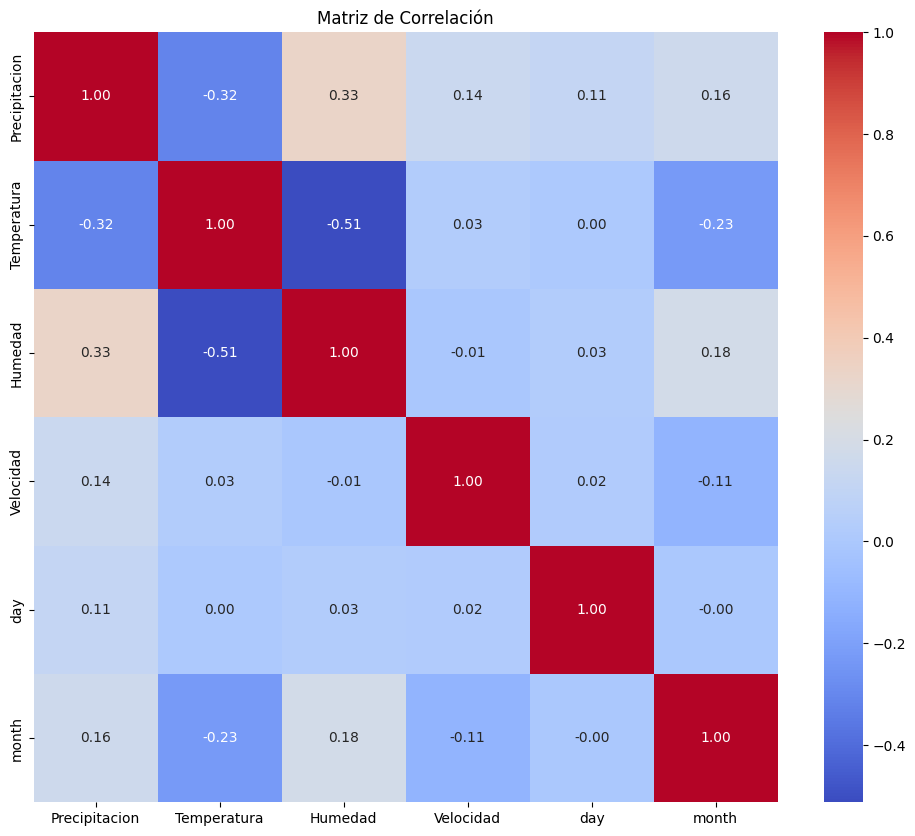 Matriz de Correlación
Precipitacion 1.00 -0.32 0.33 0.14 0.11 0.16
Temperatura -0.32 1.00 -0.51 0.03 0.00 -0.23
Humedad 0.33 -0.51 1.00 -0.01 0.03 0.18
Velocidad 0.14 0.03 -0.01 1.00 0.02 -0.11
day 0.11 0.00 0.03 0.02 1.00 -0.00
month 0.16 -0.23 0.18 -0.11 -0.00 1.00
Precipitacion Temperatura Humedad Velocidad day month
1.0
0.8
0.6
0.4
0.2
0.0
−0.2
−0.4